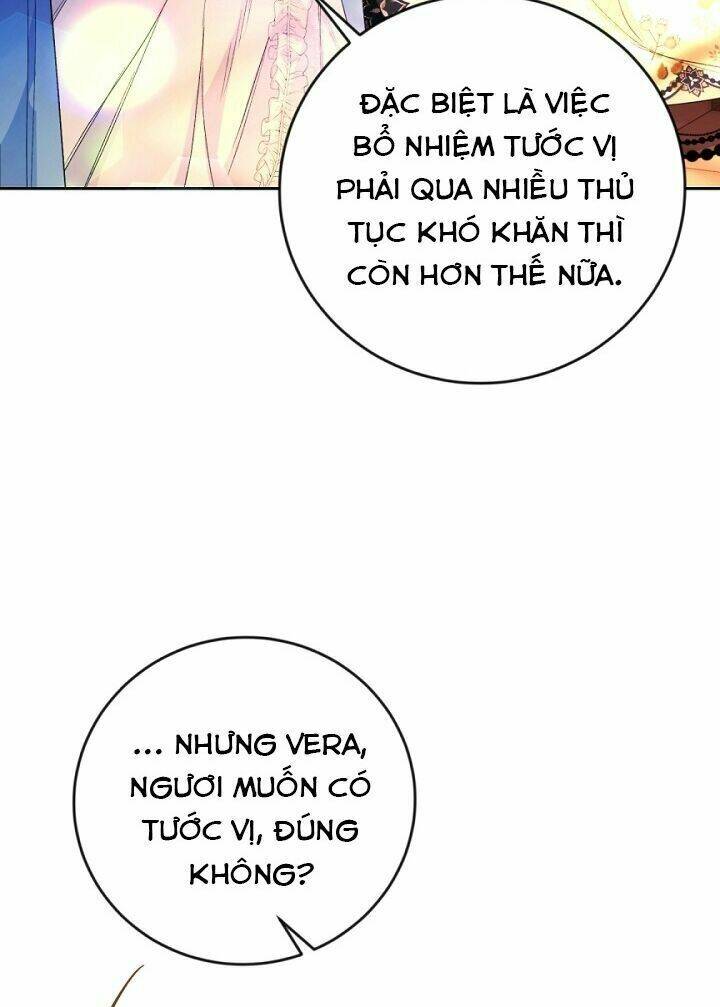 ĐẶC BIỆT LÀ VIỆC
BỔ NHIỆM TƯỚC VỊ
PHẢI QUA NHIỀU THỦ
TỤC KHÓ KHĂN THÌ
CÒN HƠN THẾ NỮA.
... NHƯNG VERA,
NGƯƠI MUỐN CÓ
TƯỚC VỊ, ĐÚNG
KHÔNG?